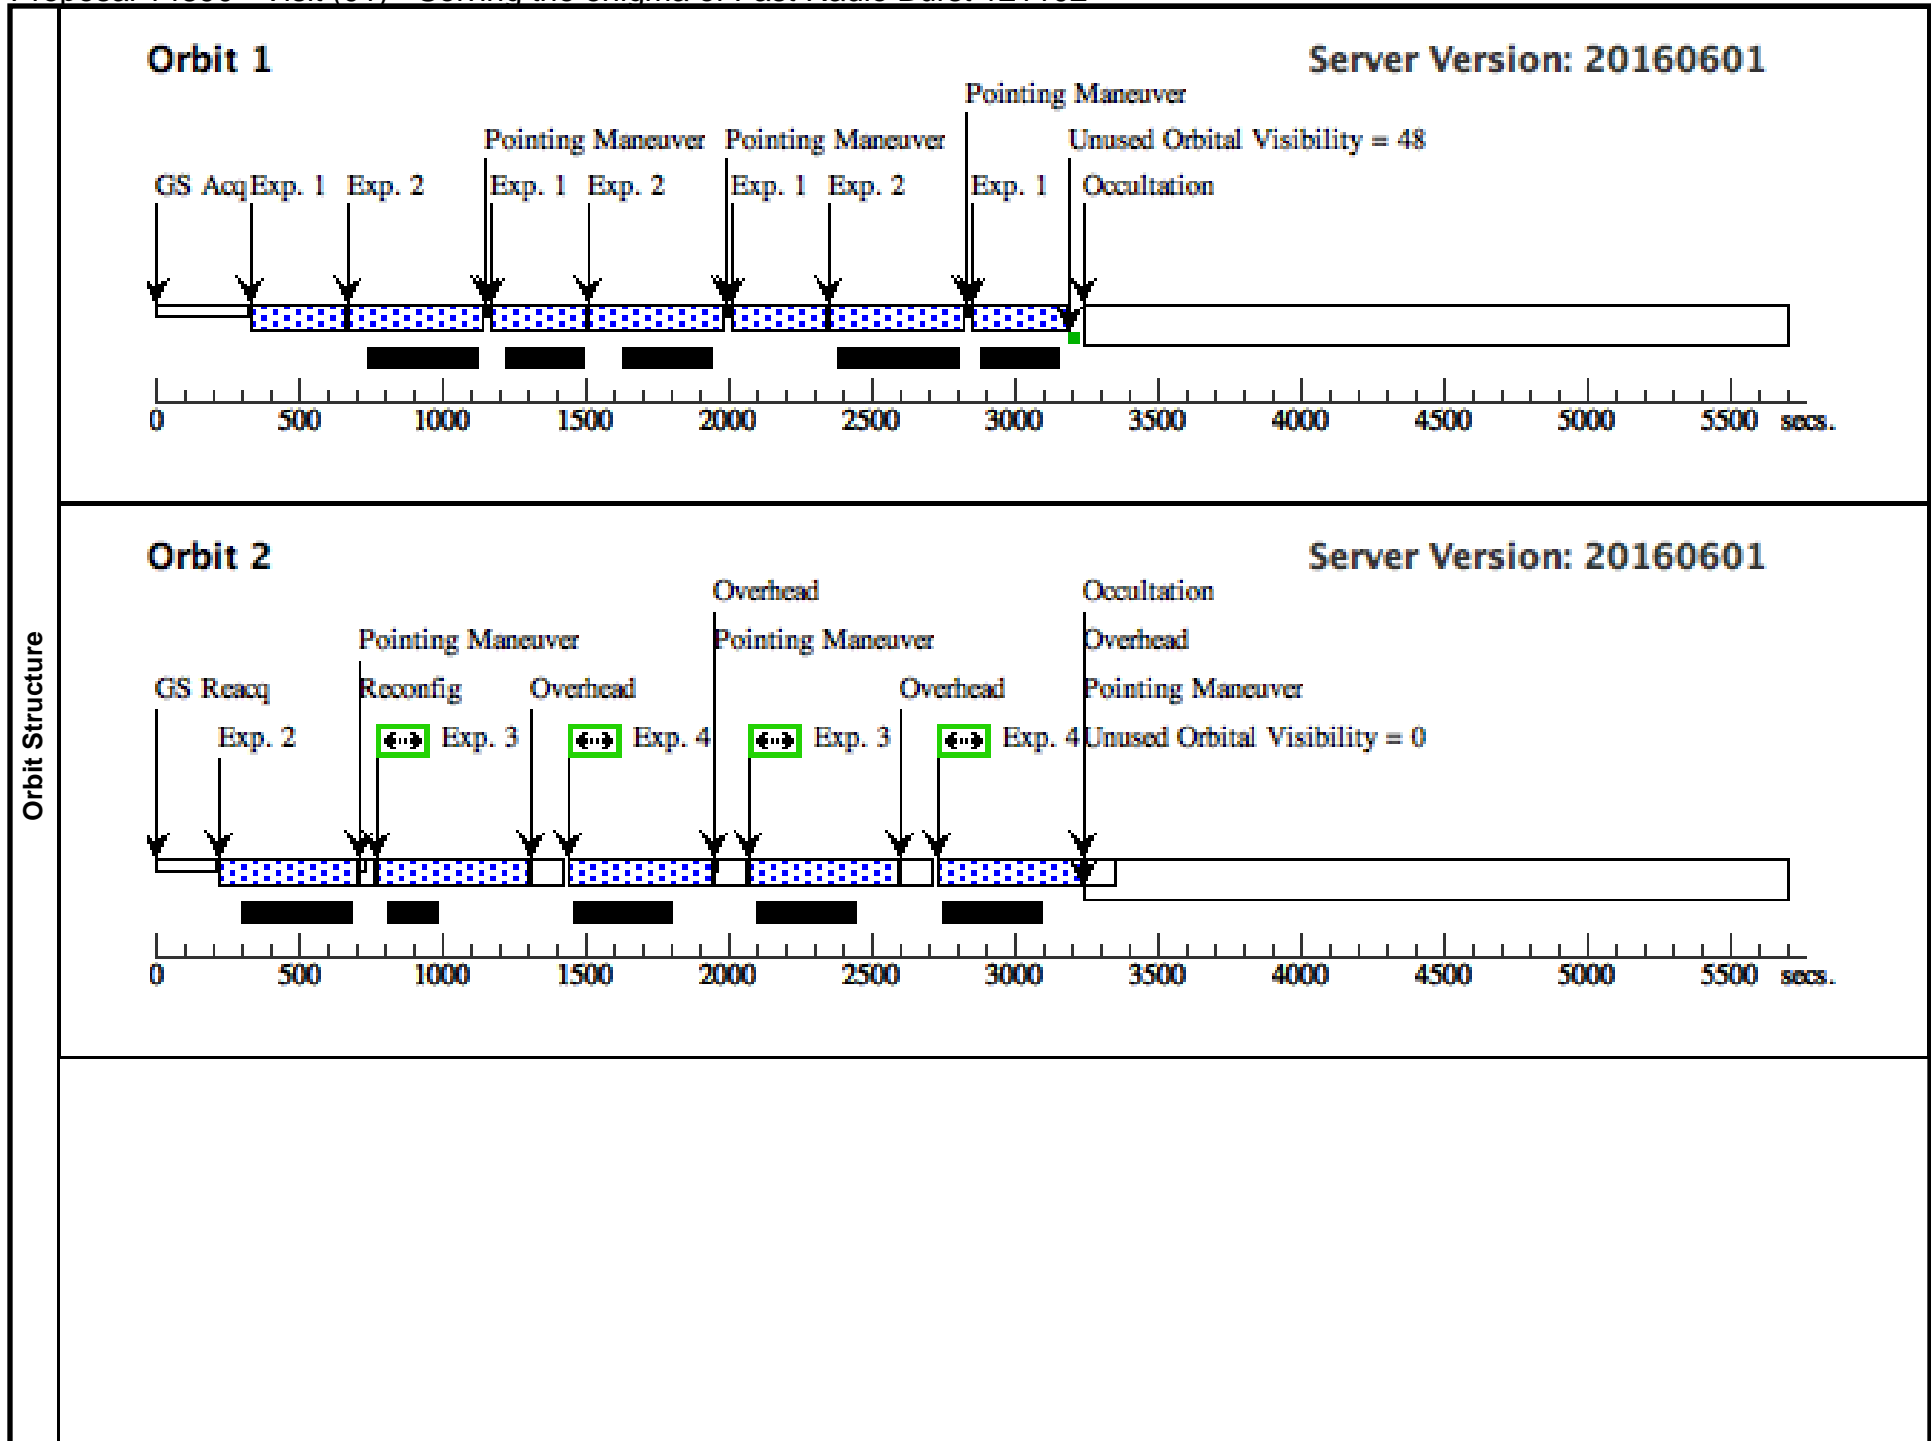 Orbit Structure
Orbit 1 Server Version: 20160601
Pointing Maneuver
Pointing Maneuver Pointing Maneuver Unused Orbital Visibility = 48
GS Acq Exp. 1 Exp. 2 Exp. 1 Exp. 2 Exp. 1 Exp. 2 Exp. 1 Occultation
0 500 1000 1500 2000 2500 3000 3500 4000 4500 5000 5500 secs.
Orbit 2 Server Version: 20160601
Overhead Occultation
Pointing Maneuver Pointing Maneuver Overhead
GS Reacq Reconfig Overhead Overhead Pointing Maneuver
Exp. 2 Exp. 3 Exp. 4 Exp. 3 Exp. 4 Unused Orbital Visibility = 0
0 500 1000 1500 2000 2500 3000 3500 4000 4500 5000 5500 secs.